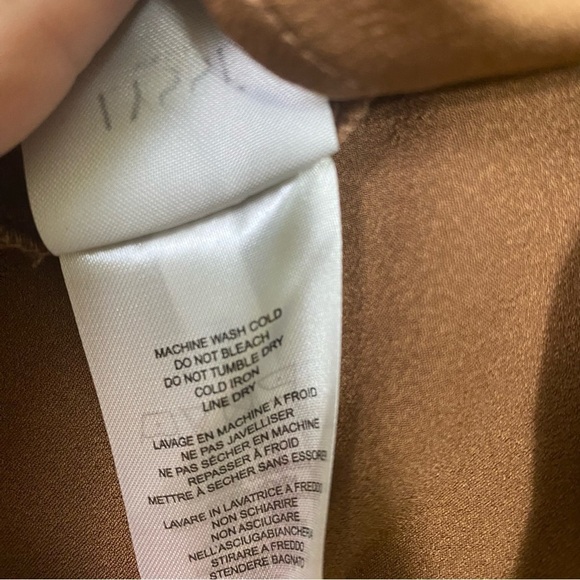 MACHINE WASH COLD
DO NOT BLEACH
DO NOT TUMBLE DRY
COLD IRON
LINE DRY
LAVAGE EN MACHINE À FROID
NE PAS JAVELLISER
NE PAS SÉCHER EN MACHINE
REPASSER À FROID
METTRE À SECHER SANS ESSORER
LAVARE IN LAVATRICE A FREDDO
NON SCHIARIRE
NON ASCIUGARE
NELL'ASCIUGABIANCHERIA
STIRARE A FREDDO
STENDERE BAGNATO